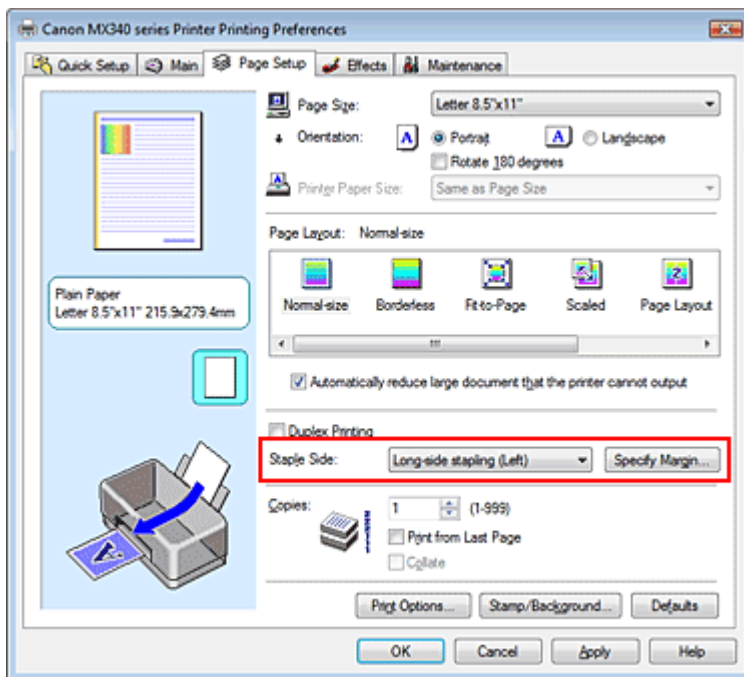 Canon MX340 series Printer Printing Preferences
Quick Setup Main Page Setup Effects Maintenance
Page Size: Letter 8.5"x11"
Orientation: A Portrait A Landscape
Rotate 180 degrees
Printer Paper Size: Same as Page Size
Page Layout: Normal-size
Normal-size Borderless Fit-to-Page Scaled Page Layout
Plain Paper
Letter 8.5"x11" 215.9x279.4mm
Automatically reduce large document that the printer cannot output
Duplex Printing
Staple Side: Long-side stapling (Left) Specify Margin...
Copies: 1 (1-999)
Print from Last Page
Collate
Print Options... Stamp/Background... Defaults
OK Cancel Apply Help